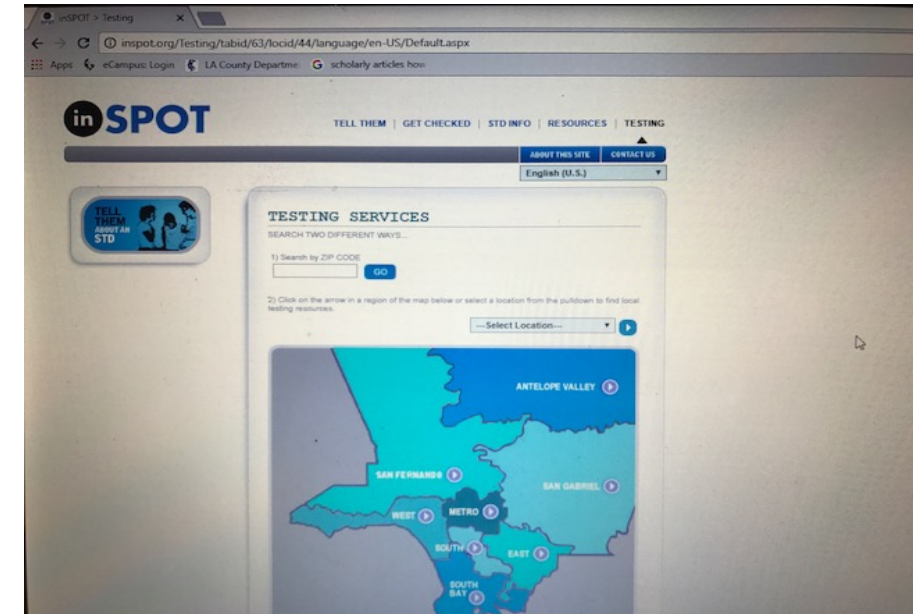 inSPOT > Testing
inspot.org/Testing/tabid/63/locid/44/language/en-US/Default.aspx
Apps eCampus: Login LA County Departme G scholarly articles how
inSPOT
TELL THEM | GET CHECKED | STD INFO | RESOURCES | TESTING
ABOUT THIS SITE CONTACT US
English (U.S.)
TELL
THEM
ABOUT AN
STD
TESTING SERVICES
SEARCH TWO DIFFERENT WAYS...
1) Search by ZIP CODE
GO
2) Click on the arrow in a region of the map below or select a location from the pulldown to find local
testing resources.
---Select Location---
ANTELOPE VALLEY
SAN FERNANDO
SAN GABRIEL
METRO
WEST
SOUTH
EAST
SOUTH
BAY